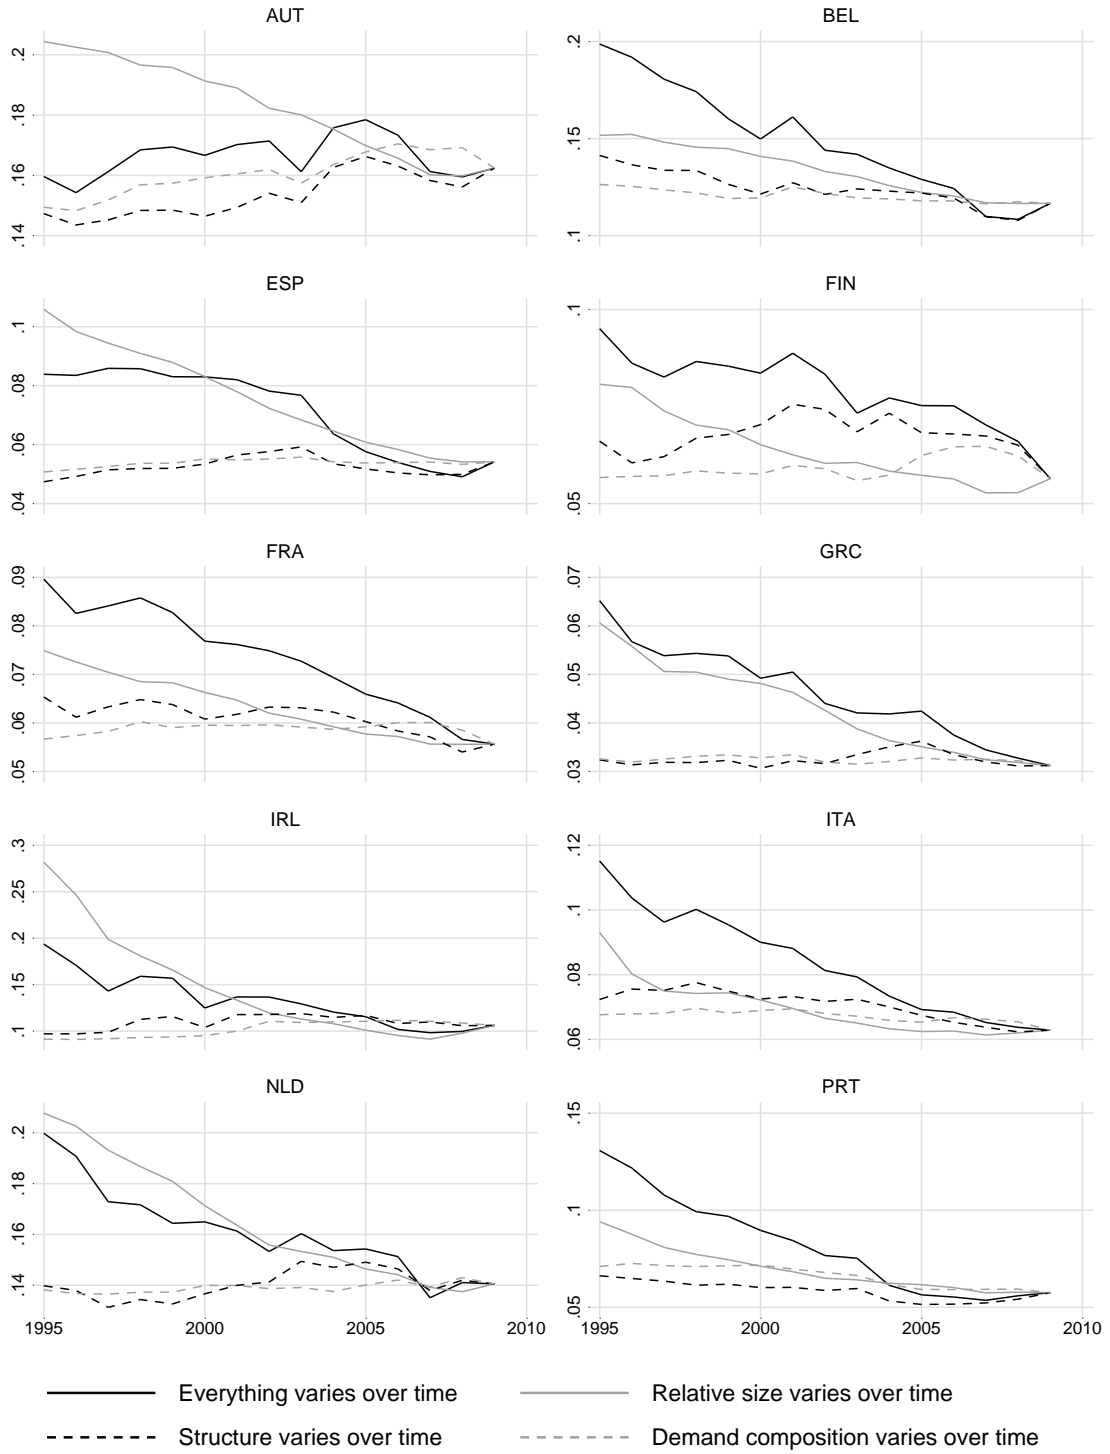 AUT BEL
.14 .16 .18 .2
.1 .15 .2
ESP FIN
.04 .06 .08 .1
.05 .1
FRA GRC
.05 .06 .07 .08 .09
.03 .04 .05 .06 .07
IRL ITA
.1 .15 .2 .25 .3
.06 .08 .1 .12
NLD PRT
.14 .16 .18 .2
.05 .1 .15
1995 2000 2005 2010 1995 2000 2005 2010
Everything varies over time Relative size varies over time
Structure varies over time Demand composition varies over time